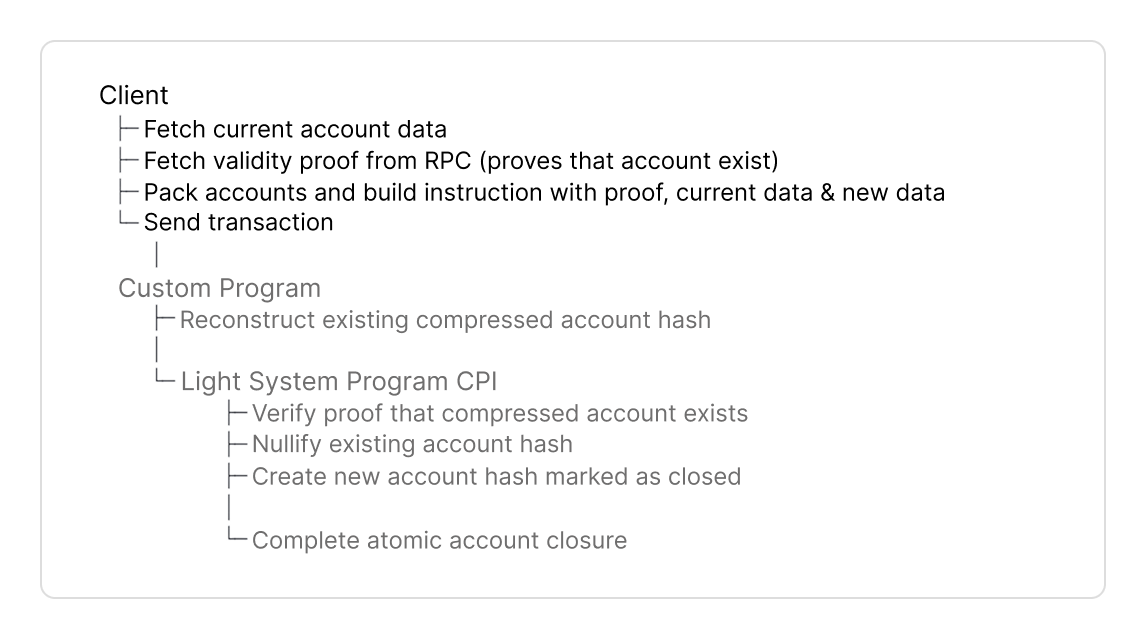 Client
├─ Fetch current account data
├─ Fetch validity proof from RPC (proves that account exist)
├─ Pack accounts and build instruction with proof, current data & new data
└─ Send transaction
│
Custom Program
├─ Reconstruct existing compressed account hash
│
└─ Light System Program CPI
├─ Verify proof that compressed account exists
├─ Nullify existing account hash
├─ Create new account hash marked as closed
│
└─ Complete atomic account closure